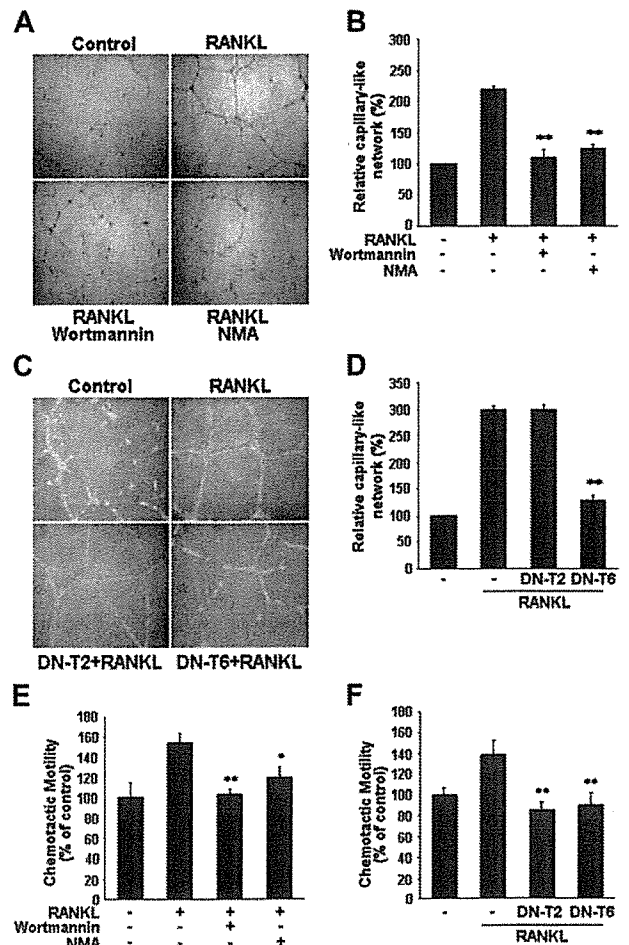 A
Control RANKL
RANKL RANKL
Wortmannin NMA
B
Relative capillary-like
network (%)
300
250
200
150
100
50
0
RANKL - + + +
Wortmannin - - + -
NMA - - - +
** **
C
Control RANKL
DN-T2+RANKL DN-T6+RANKL
D
Relative capillary-like
network (%)
350
300
250
200
150
100
50
0
**
- - DN-T2 DN-T6
RANKL
E
Chemotactic Motility
(% of control)
180
160
140
120
100
80
60
40
20
0
** *
RANKL - + + +
Wortmannin - - + -
NMA - - - +
F
Chemotactic Motility
(% of control)
180
160
140
120
100
80
60
40
20
0
** **
- - DN-T2 DN-T6
RANKL